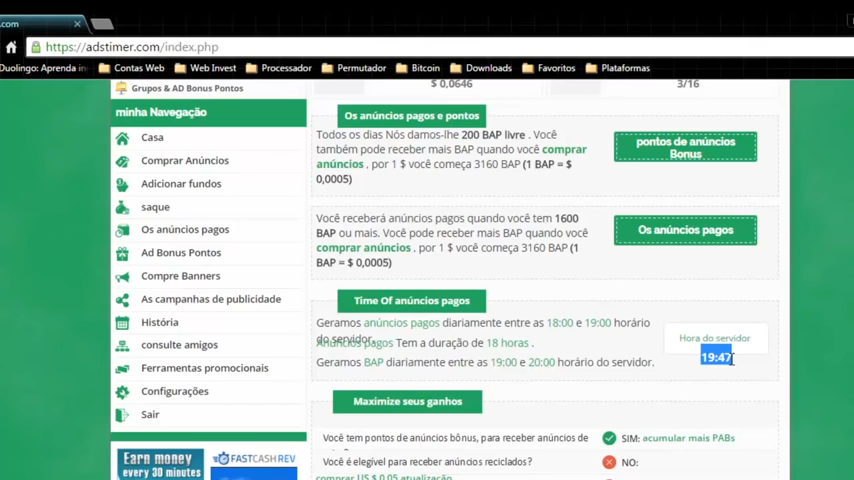 .com
https://adstimer.com/index.php
Duolingo: Aprenda in
Contas Web
Web Invest
Processador
Permutador
Bitcoin
Downloads
Favoritos
Plataformas
Grupos & AD Bonus Pontos
$ 0,0646
3/16
minha Navegação
Casa
Comprar Anúncios
Adicionar fundos
saque
Os anúncios pagos
Ad Bonus Pontos
Compre Banners
As campanhas de publicidade
História
consulte amigos
Ferramentas promocionais
Configurações
Sair
Earn money
every 30 minutes
FASTCASHREV
Os anúncios pagos e pontos
Todos os dias Nós damos-lhe 200 BAP livre . Você
também pode receber mais BAP quando você comprar
anúncios , por 1 $ você começa 3160 BAP (1 BAP = $
0,0005)
pontos de anúncios
Bonus
Você receberá anúncios pagos quando você tem 1600
BAP ou mais. Você pode receber mais BAP quando você
comprar anúncios , por 1 $ você começa 3160 BAP (1
BAP = $ 0,0005)
Os anúncios pagos
Time Of anúncios pagos
Geramos anúncios pagos diariamente entre as 18:00 e 19:00 horário
do servidor.
Anúncios pagos Tem a duração de 18 horas .
Geramos BAP diariamente entre as 19:00 e 20:00 horário do servidor.
Hora do servidor
19:47
Maximize seus ganhos
Você tem pontos de anúncios bônus, para receber anúncios de
SIM: acumular mais PABs
Você é elegível para receber anúncios reciclados?
NO:
comprar US $ 0,05 atualização